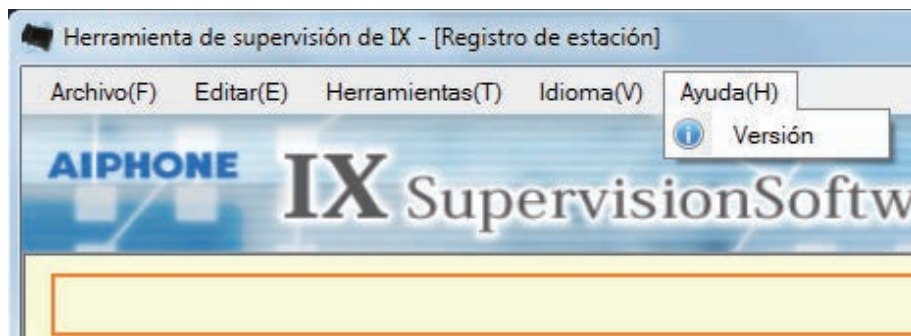 Herramienta de supervisión de IX - [Registro de estación]
Archivo(F) Editar(E) Herramientas(T) Idioma(V) Ayuda(H)
Versión
AIPHONE IX SupervisionSoftw